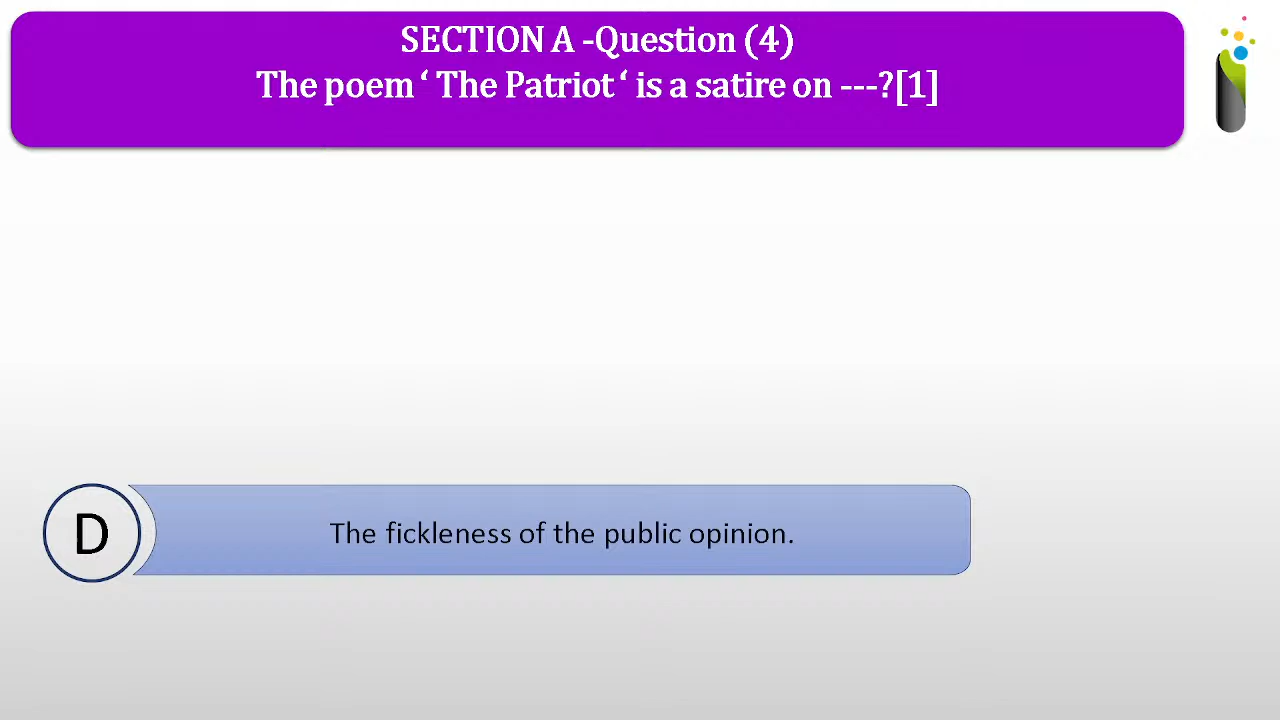 SECTION A -Question (4)
The poem ‘ The Patriot ‘ is a satire on ---?[1]
D
The fickleness of the public opinion.